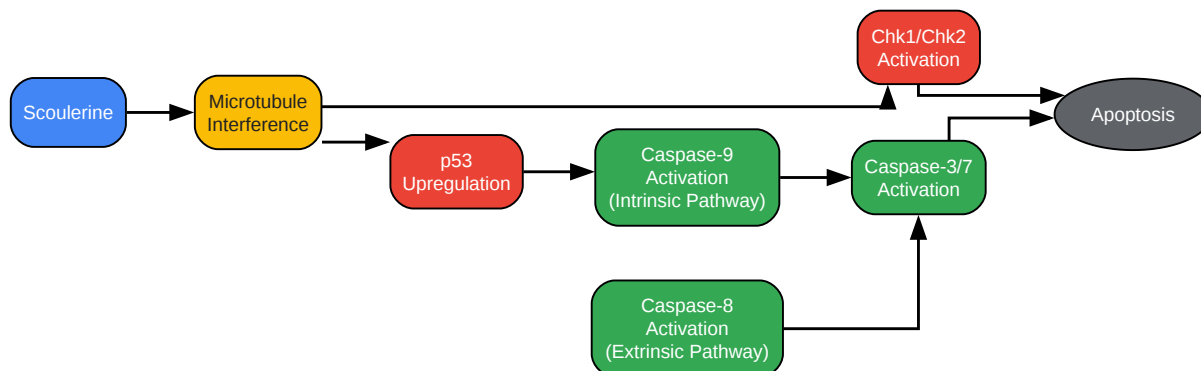 Chk1/Chk2
Activation
Scoulerine
Microtubule
Interference
Apoptosis
p53
Upregulation
Caspase-9
Activation
(Intrinsic Pathway)
Caspase-3/7
Activation
Caspase-8
Activation
(Extrinsic Pathway)